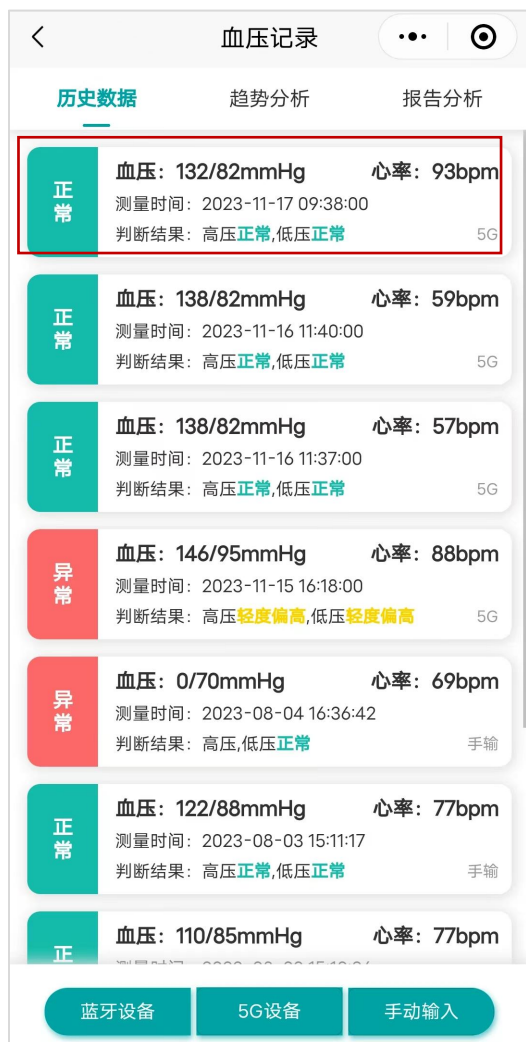 血压记录
历史数据 趋势分析 报告分析
正常
血压：132/82mmHg 心率：93bpm
测量时间：2023-11-17 09:38:00
判断结果：高压正常,低压正常 5G
正常
血压：138/82mmHg 心率：59bpm
测量时间：2023-11-16 11:40:00
判断结果：高压正常,低压正常 5G
正常
血压：138/82mmHg 心率：57bpm
测量时间：2023-11-16 11:37:00
判断结果：高压正常,低压正常 5G
异常
血压：146/95mmHg 心率：88bpm
测量时间：2023-11-15 16:18:00
判断结果：高压轻度偏高,低压轻度偏高 5G
异常
血压：0/70mmHg 心率：69bpm
测量时间：2023-08-04 16:36:42
判断结果：高压,低压正常 手输
正常
血压：122/88mmHg 心率：77bpm
测量时间：2023-08-03 15:11:17
判断结果：高压正常,低压正常 手输
正
血压：110/85mmHg 心率：77bpm
蓝牙设备 5G设备 手动输入